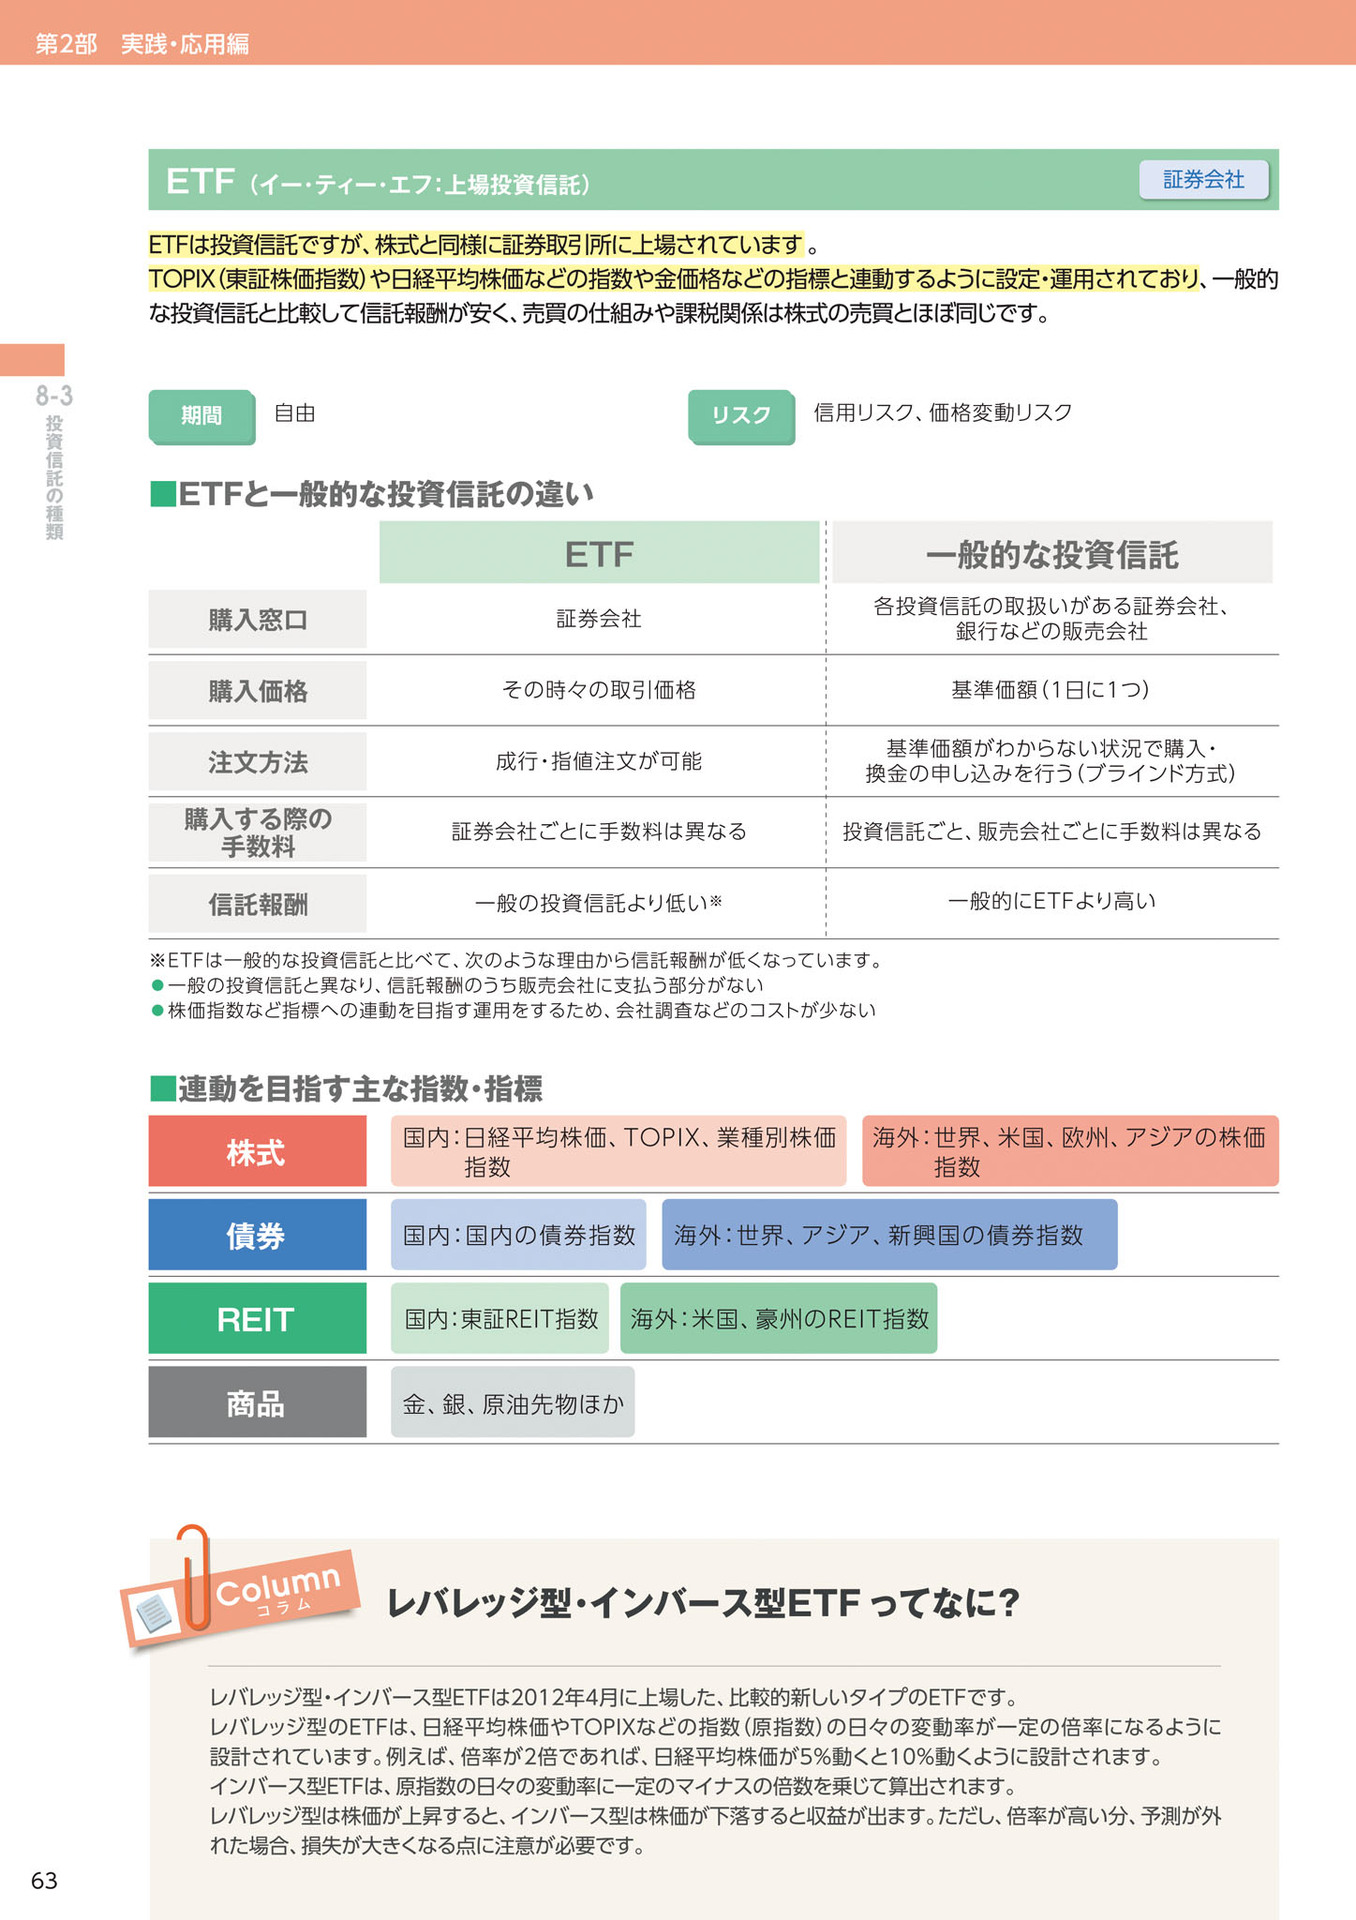 第2部　実践・応用編
ETF（イー・ティー・エフ：上場投資信託）
証券会社
ETFは投資信託ですが、株式と同様に証券取引所に上場されています。
TOPIX（東証株価指数）や日経平均株価などの指数や金価格などの指標と連動するように設定・運用されており、一般的
な投資信託と比較して信託報酬が安く、売買の仕組みや課税関係は株式の売買とほぼ同じです。
8-3
投資信託の種類
期間
自由
リスク
信用リスク、価格変動リスク
■ETFと一般的な投資信託の違い
ETF
一般的な投資信託
購入窓口
証券会社
各投資信託の取扱いがある証券会社、
銀行などの販売会社
購入価格
その時々の取引価格
基準価額（1日に1つ）
注文方法
成行・指値注文が可能
基準価額がわからない状況で購入・
換金の申し込みを行う（ブラインド方式）
購入する際の
手数料
証券会社ごとに手数料は異なる
投資信託ごと、販売会社ごとに手数料は異なる
信託報酬
一般の投資信託より低い※
一般的にETFより高い
※ETFは一般的な投資信託と比べて、次のような理由から信託報酬が低くなっています。
●一般の投資信託と異なり、信託報酬のうち販売会社に支払う部分がない
●株価指数など指標への連動を目指す運用をするため、会社調査などのコストが少ない
■連動を目指す主な指数・指標
株式
国内：日経平均株価、TOPIX、業種別株価
指数
海外：世界、米国、欧州、アジアの株価
指数
債券
国内：国内の債券指数
海外：世界、アジア、新興国の債券指数
REIT
国内：東証REIT指数
海外：米国、豪州のREIT指数
商品
金、銀、原油先物ほか
Column
コラム
レバレッジ型・インバース型ETF ってなに？
レバレッジ型・インバース型ETFは2012年4月に上場した、比較的新しいタイプのETFです。
レバレッジ型のETFは、日経平均株価やTOPIXなどの指数（原指数）の日々の変動率が一定の倍率になるように
設計されています。例えば、倍率が2倍であれば、日経平均株価が5%動くと10%動くように設計されます。
インバース型ETFは、原指数の日々の変動率に一定のマイナスの倍数を乗じて算出されます。
レバレッジ型は株価が上昇すると、インバース型は株価が下落すると収益が出ます。ただし、倍率が高い分、予測が外
れた場合、損失が大きくなる点に注意が必要です。
63